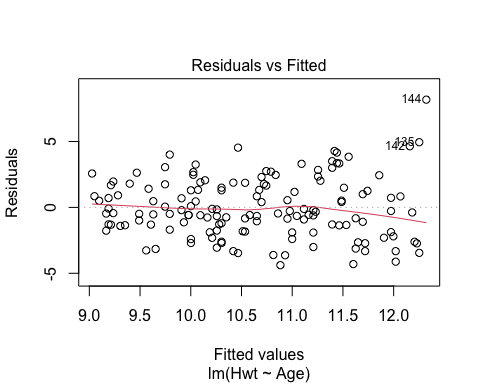 Residuals vs Fitted
Residuals
5
0
-5
144
135
142
9.0 9.5 10.0 10.5 11.0 11.5 12.0
Fitted values
lm(Hwt ~ Age)